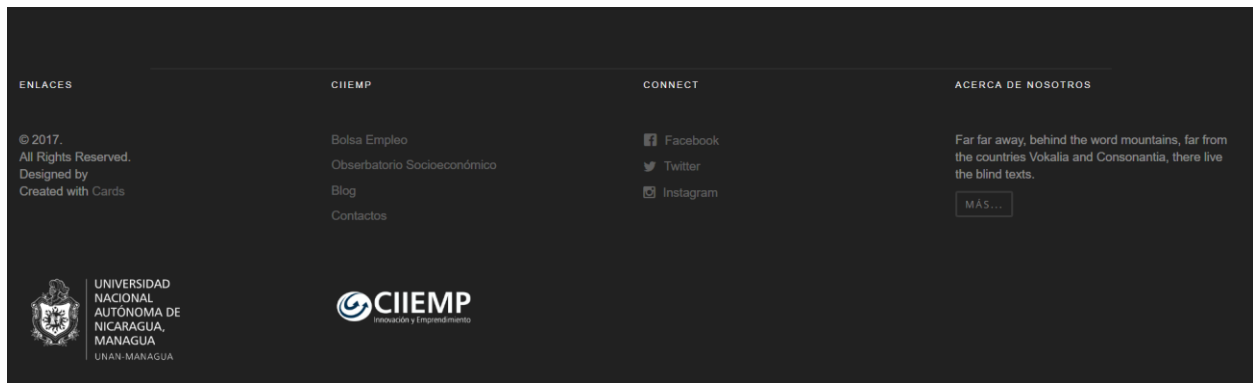 ENLACES
© 2017.
All Rights Reserved.
Designed by
Created with Cards
CIIEMP
Bolsa Empleo
Obserbatorio Socioeconómico
Blog
Contactos
CONNECT
Facebook
Twitter
Instagram
ACERCA DE NOSOTROS
Far far away, behind the word mountains, far from
the countries Vokalia and Consonantia, there live
the blind texts.
MÁS...
UNIVERSIDAD
NACIONAL
AUTÓNOMA DE
NICARAGUA,
MANAGUA
UNAN-MANAGUA
CIIEMP
Innovación y Emprendimiento